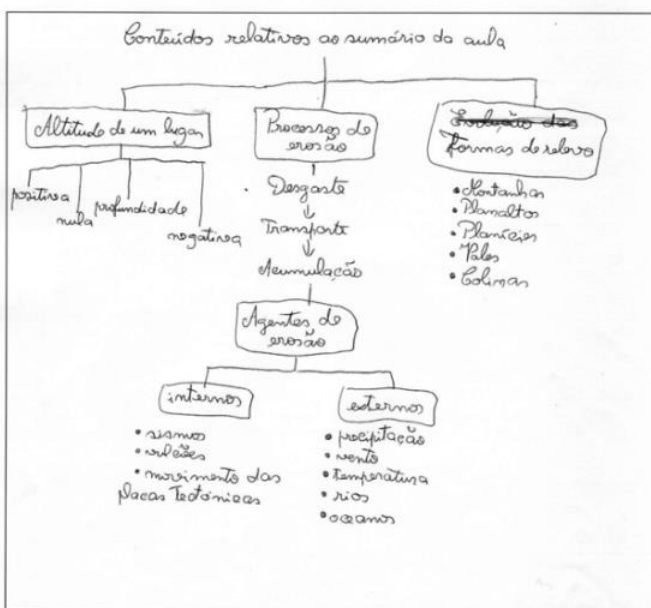 Conteúdos relativos ao sumário da aula
Altitude de um lugar
positiva
nula
profundidade
negativa
Processos de
erosão
Desgaste
Transporte
Acumulação
Agentes de
erosão
internos
• sismos
• vulcões
• movimento das
placas Tectónicas
externos
• precipitação
• vento
• temperatura
• rios
• oceanos
Evolução das
formas de relevo
• Montanhas
• Planaltos
• Planícies
• Vales
• Colinas